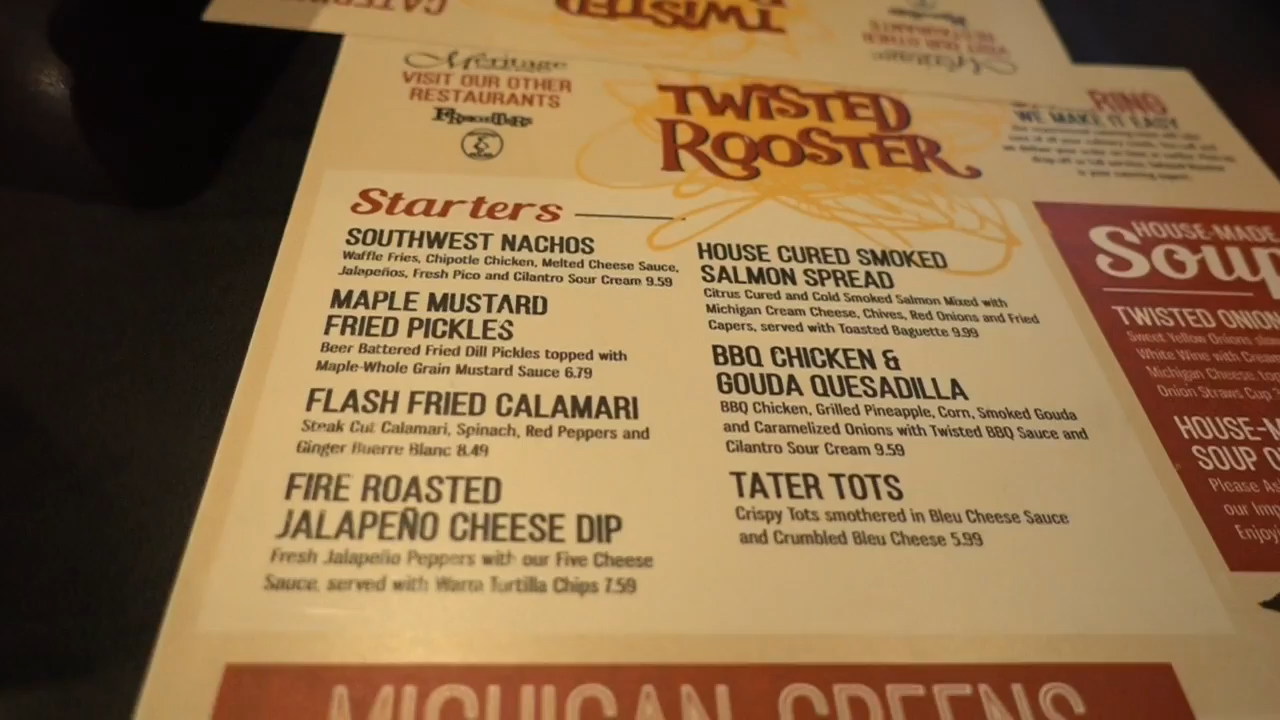 Meritage
VISIT OUR OTHER
RESTAURANTS
TWISTED
ROOSTER
RING
WE MAKE IT EASY
Starters
SOUTHWEST NACHOS
Waffle Fries, Chipotle Chicken, Melted Cheese Sauce,
Jalapeños, Fresh Pico and Cilantro Sour Cream 9.59
MAPLE MUSTARD
FRIED PICKLES
Beer Battered Fried Dill Pickles topped with
Maple-Whole Grain Mustard Sauce 6.79
FLASH FRIED CALAMARI
Steak Cut Calamari, Spinach, Red Peppers and
Ginger Buerre Blanc 8.49
FIRE ROASTED
JALAPEÑO CHEESE DIP
Fresh Jalapeño Peppers with our Five Cheese
Sauce, served with Warm Turtilla Chips 7.59
HOUSE CURED SMOKED
SALMON SPREAD
Citrus Cured and Cold Smoked Salmon Mixed with
Michigan Cream Cheese, Chives, Red Onions and Fried
Capers, served with Toasted Baguette 9.99
BBQ CHICKEN &
GOUDA QUESADILLA
BBQ Chicken, Grilled Pineapple, Corn, Smoked Gouda
and Caramelized Onions with Twisted BBQ Sauce and
Cilantro Sour Cream 9.59
TATER TOTS
Crispy Tots smothered in Bleu Cheese Sauce
and Crumbled Bleu Cheese 5.99
HOUSE-MADE
Soup
TWISTED ONION
Sweet Yellow Onions
White Wine with Cream
Michigan Cheese,
Onion Straws Cup
HOUSE-M
SOUP O
Please As
our Imp
Enjoy
MICHIGAN GREENS